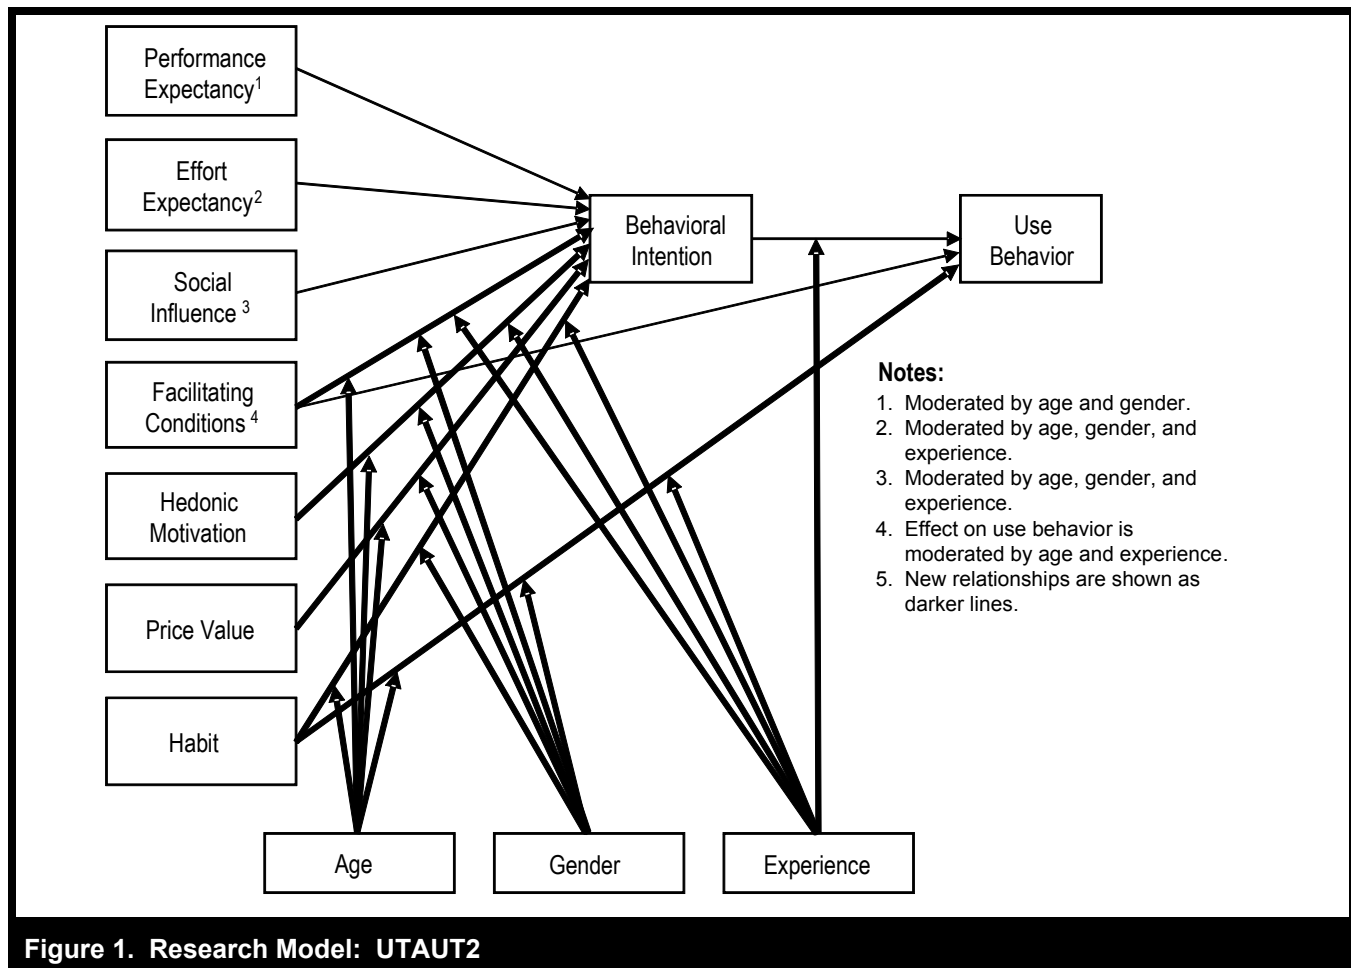 Performance
Expectancy1
Effort
Expectancy2
Social
Influence 3
Facilitating
Conditions 4
Hedonic
Motivation
Price Value
Habit
Behavioral
Intention
Use
Behavior
Notes:
1. Moderated by age and gender.
2. Moderated by age, gender, and
experience.
3. Moderated by age, gender, and
experience.
4. Effect on use behavior is
moderated by age and experience.
5. New relationships are shown as
darker lines.
Age
Gender
Experience
Figure 1. Research Model: UTAUT2